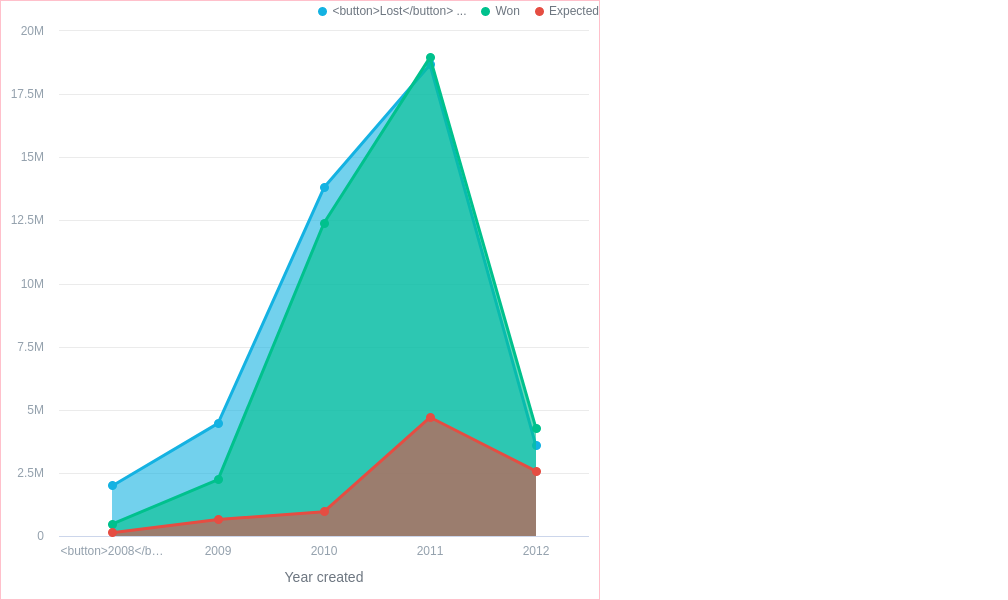 <button>Lost</button> ... Won Expected
20M
17.5M
15M
12.5M
10M
7.5M
5M
2.5M
0
<button>2008</b... 2009 2010 2011 2012
Year created